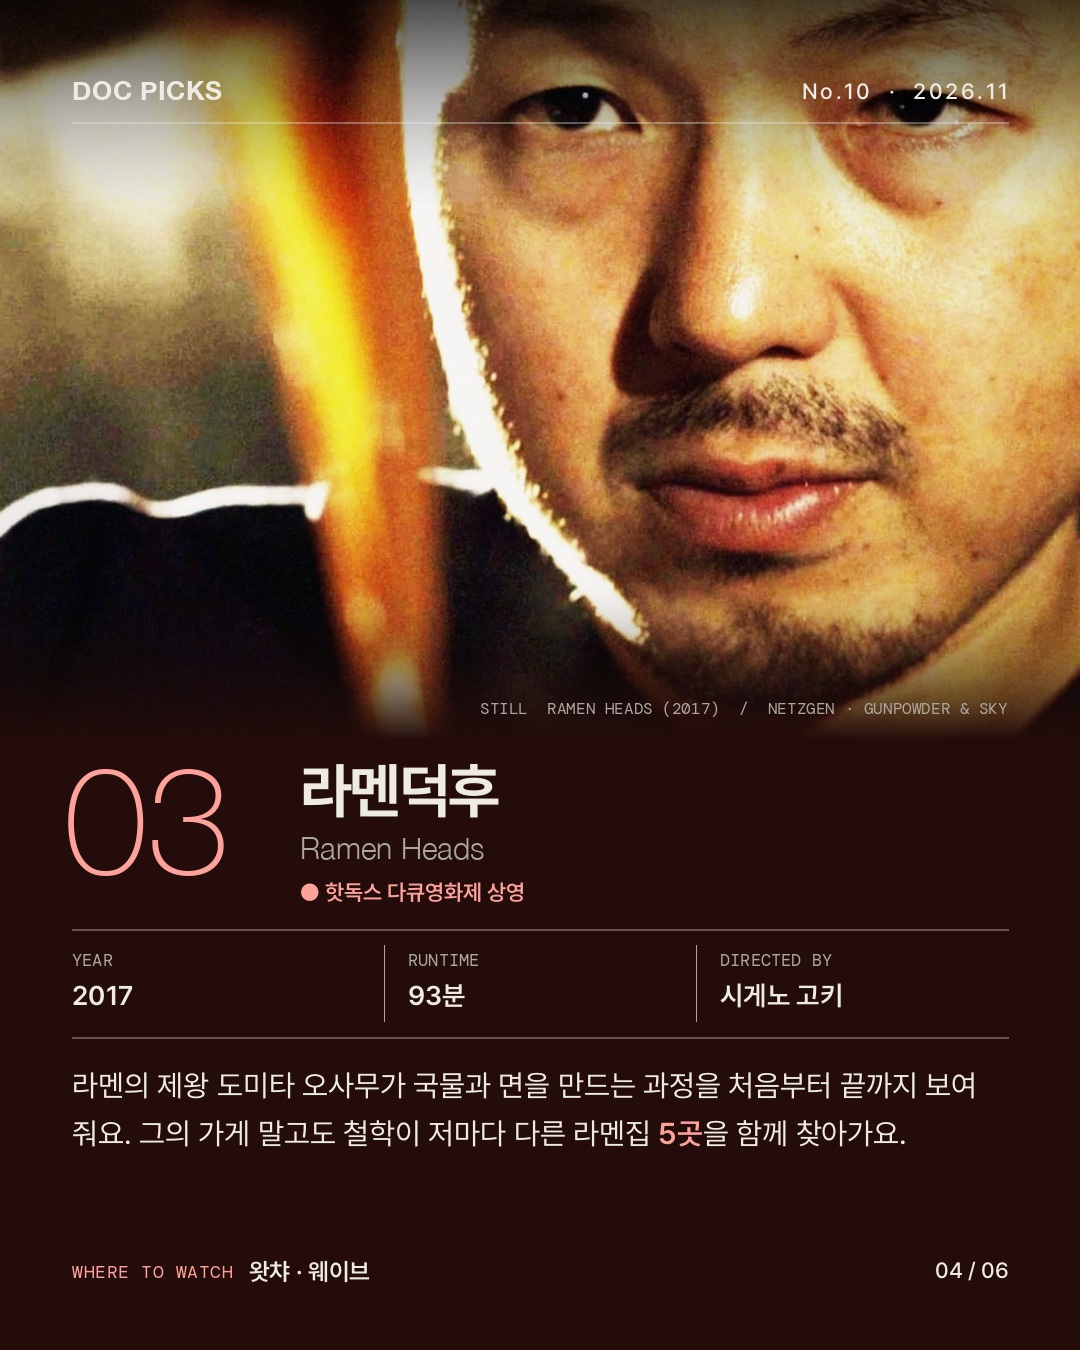 DOC PICKS
No.10 · 2026.11
STILL RAMEN HEADS (2017) / NETZGEN · GUNPOWDER & SKY
03
라멘덕후
Ramen Heads
● 핫독스 다큐영화제 상영
YEAR
2017
RUNTIME
93분
DIRECTED BY
시게노 고키
라멘의 제왕 도미타 오사무가 국물과 면을 만드는 과정을 처음부터 끝까지 보여
줘요. 그의 가게 말고도 철학이 저마다 다른 라멘집 5곳을 함께 찾아가요.
WHERE TO WATCH 왓챠 · 웨이브
04 / 06